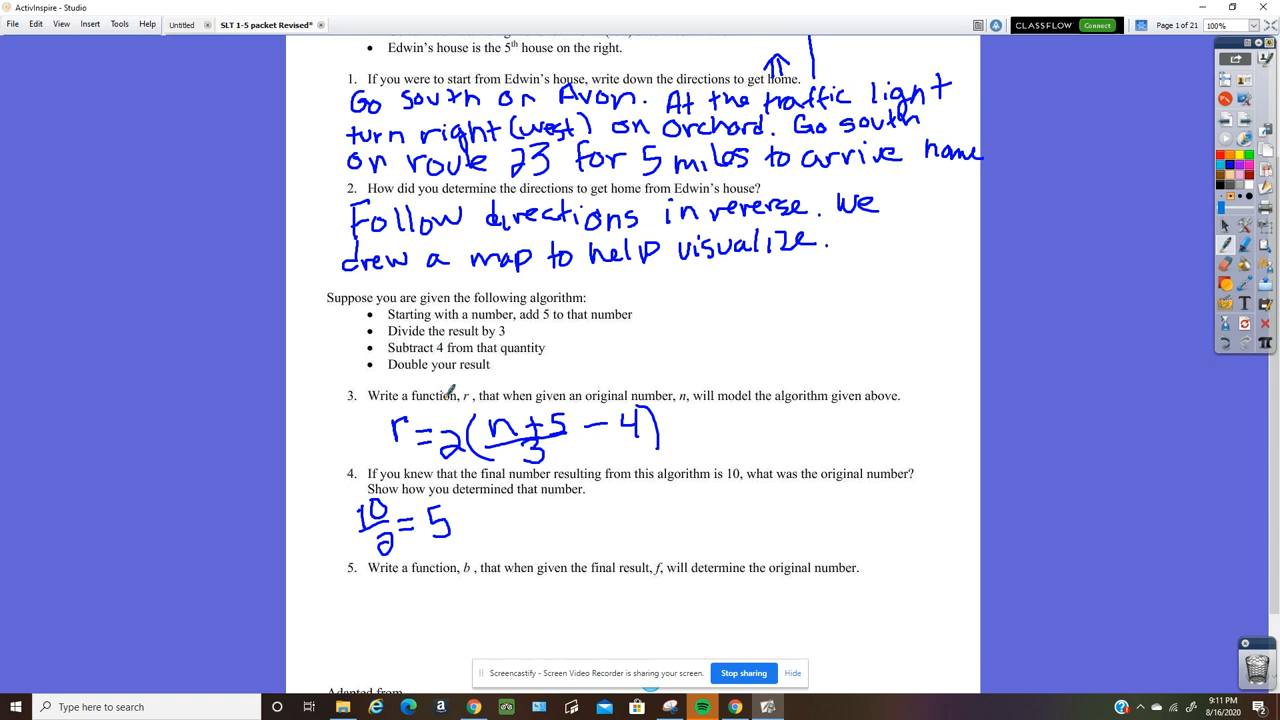 ActivInspire - Studio
File Edit View Insert Tools Help Untitled SLT 1-5 packet Revised* CLASSFLOW Connect Page 1 of 21 100%
• Edwin's house is the 5th house on the right.
1. If you were to start from Edwin's house, write down the directions to get home.
Go south on Avon. At the traffic light
turn right (west) on Orchard. Go south
on route 23 for 5 miles to arrive home
2. How did you determine the directions to get home from Edwin's house?
Follow directions in reverse. We
drew a map to help visualize.
Suppose you are given the following algorithm:
• Starting with a number, add 5 to that number
• Divide the result by 3
• Subtract 4 from that quantity
• Double your result
3. Write a function, r , that when given an original number, n, will model the algorithm given above.
r = 2(n+5/3 - 4)
4. If you knew that the final number resulting from this algorithm is 10, what was the original number?
Show how you determined that number.
10/2 = 5
5. Write a function, b , that when given the final result, f, will determine the original number.
Screencastify - Screen Video Recorder is sharing your screen. Stop sharing Hide
Adapted from
Type here to search
9:11 PM
8/16/2020